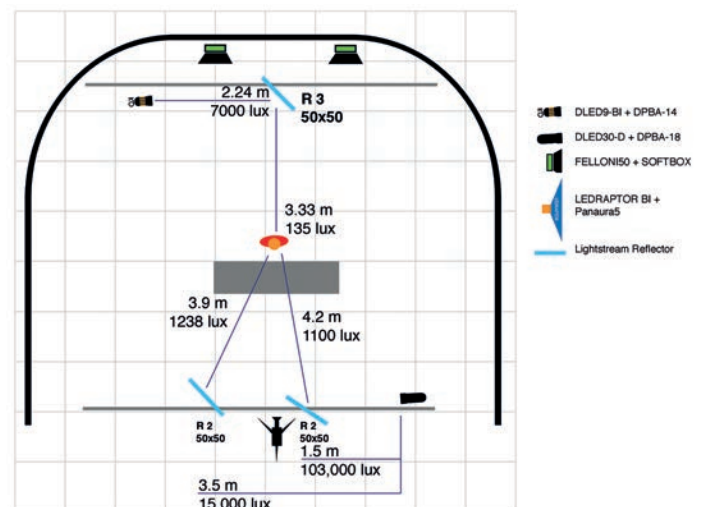 2.24 m
7000 lux
R 3
50x50
3.33 m
135 lux
3.9 m
1238 lux
4.2 m
1100 lux
R 2
50x50
R 2
50x50
1.5 m
103,000 lux
3.5 m
15,000 lux
DLED9-BI + DPBA-14
DLED30-D + DPBA-18
FELLONI50 + SOFTBOX
LEDRAPTOR BI +
Panaura5
Lightstream Reflector